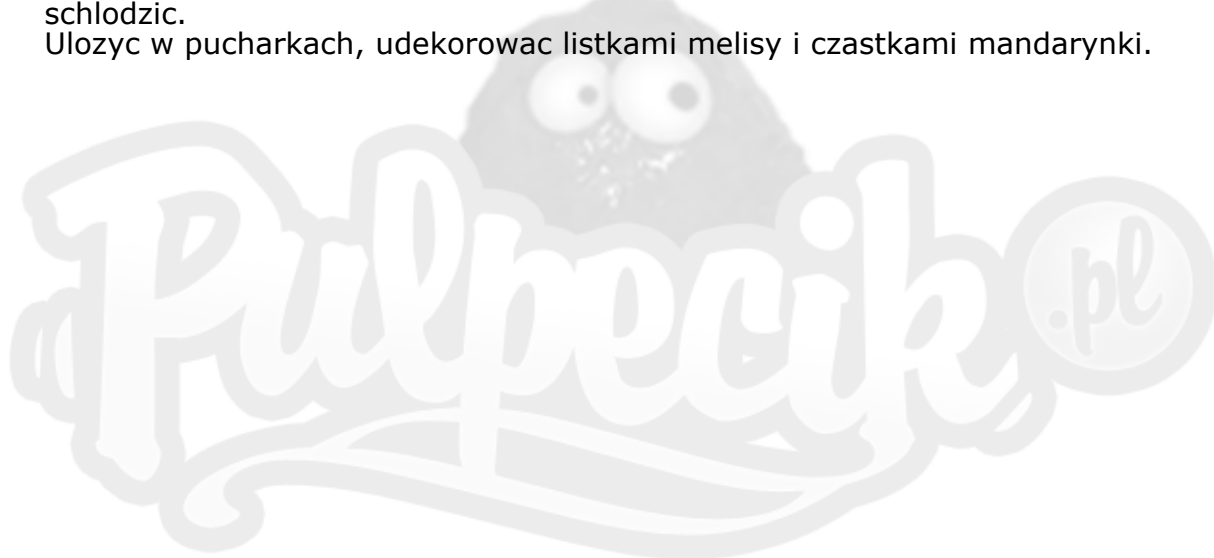 schlodzic.
Ulozyc w pucharkach, udekorowac listkami melisy i czastkami mandarynki.
Pulpecik.pl